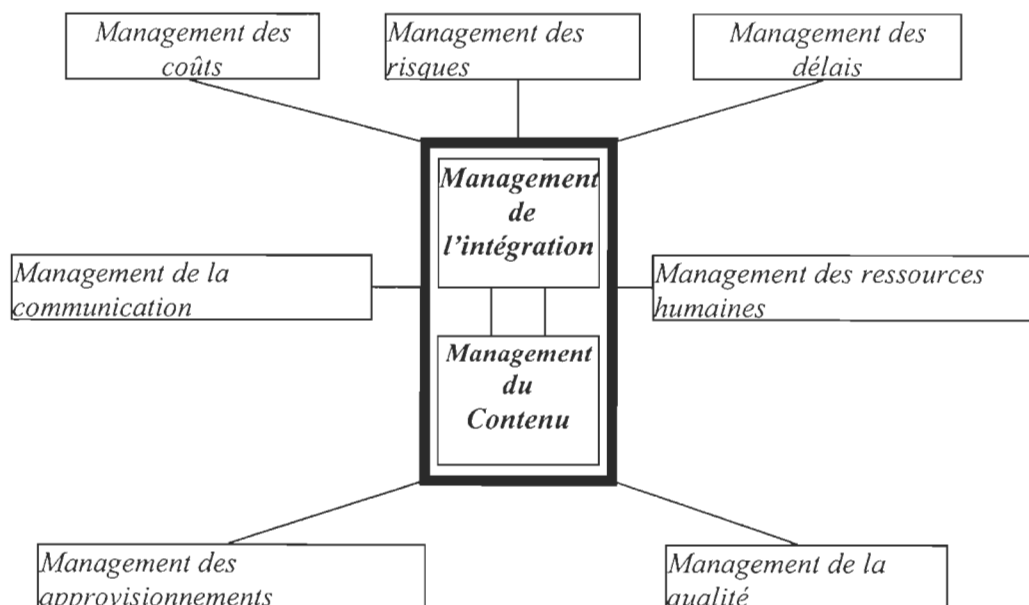 Management des
coûts
Management des
risques
Management des
délais
Management
de
l'intégration
Management de la
communication
Management des ressources
humaines
Management
du
Contenu
Management des
approvisionnements
Management de la
qualité